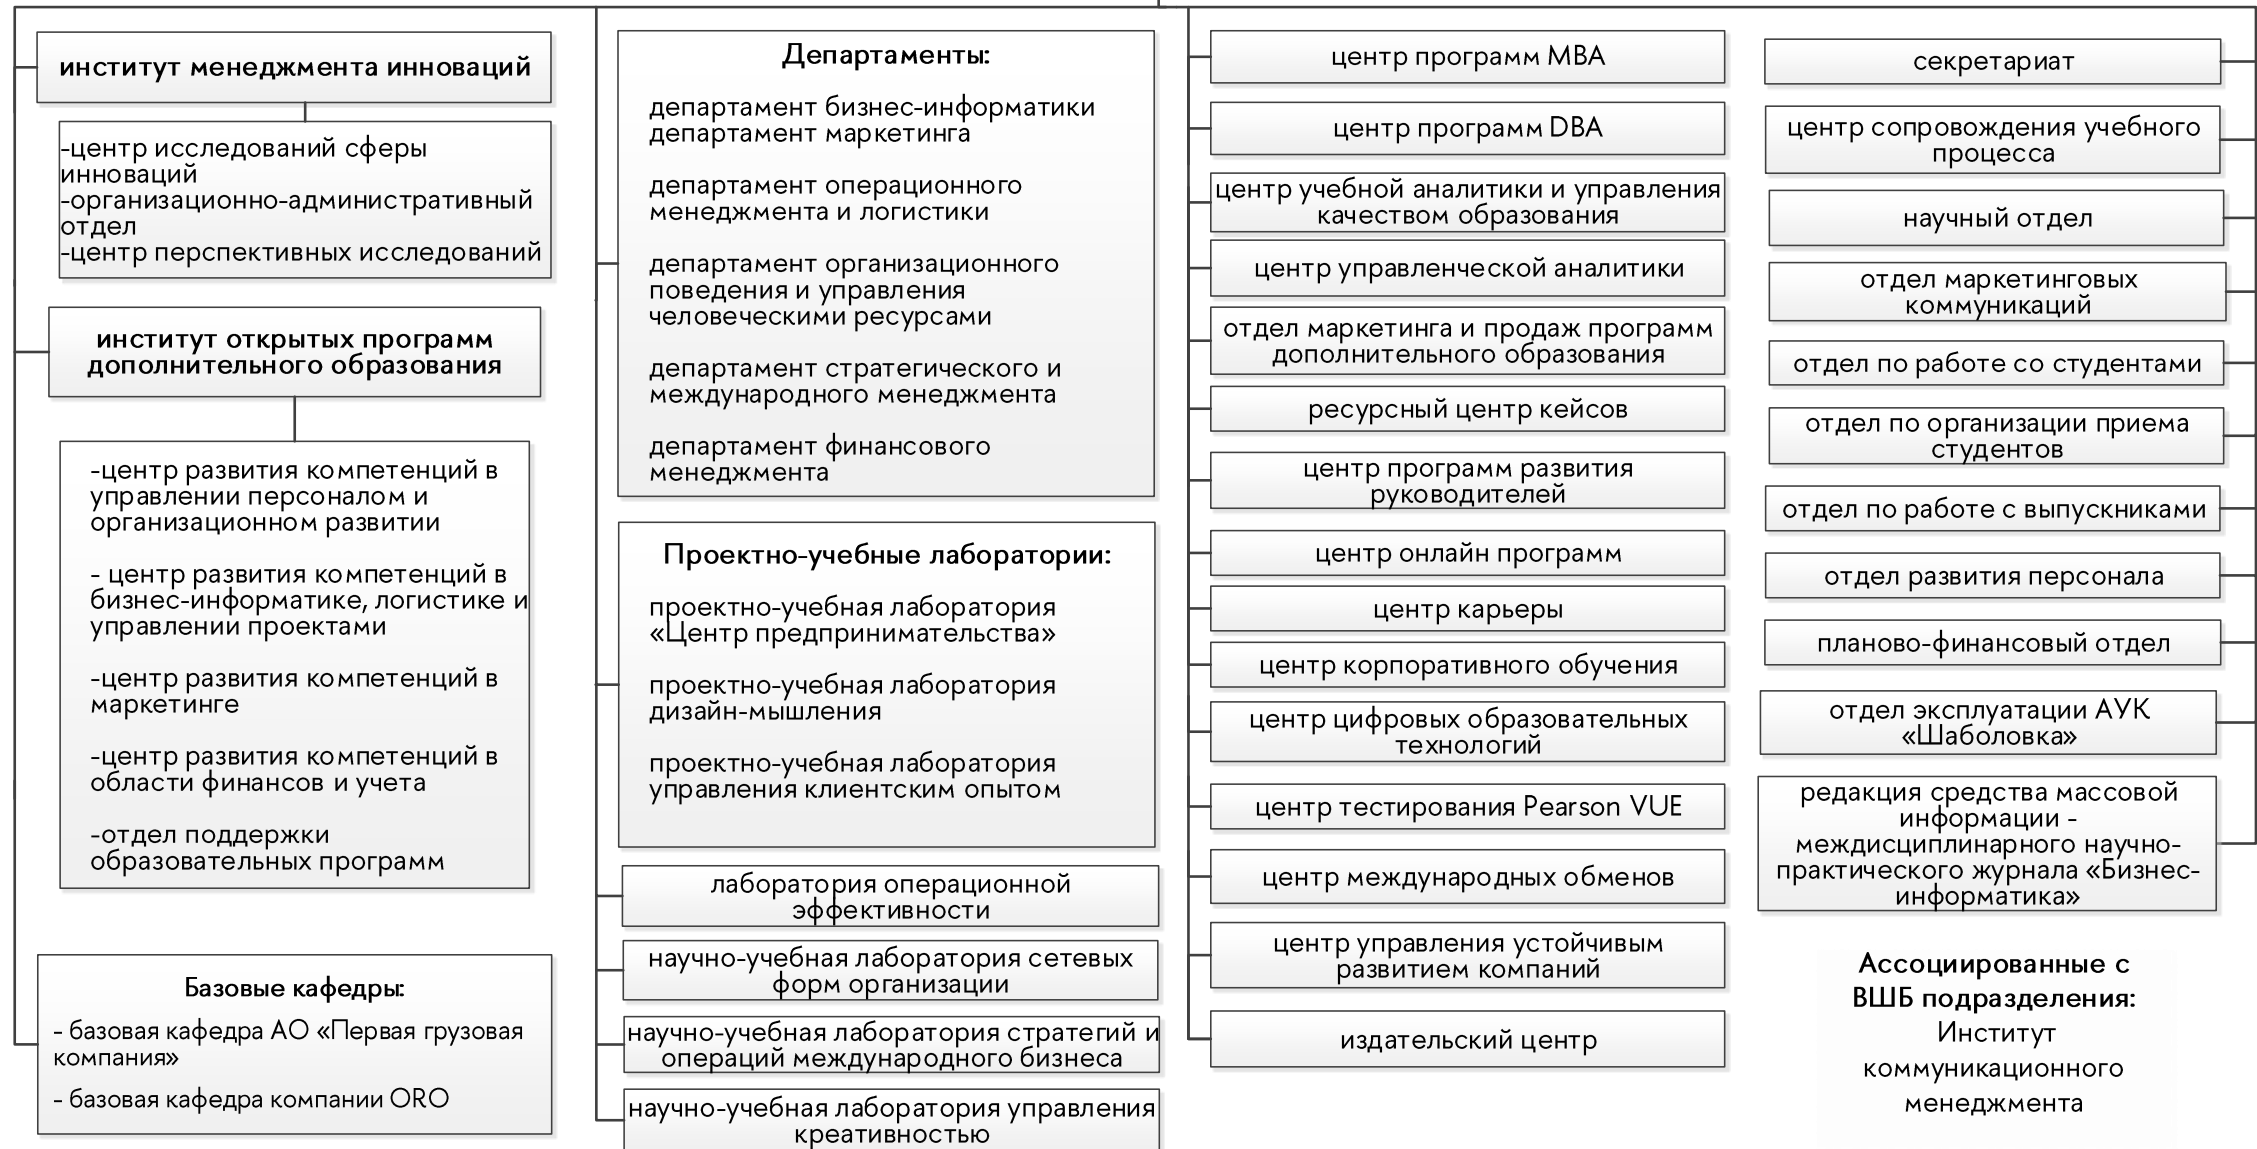 институт менеджмента инноваций
-центр исследований сферы
инноваций
-организационно-административный
отдел
-центр перспективных исследований
институт открытых программ
дополнительного образования
-центр развития компетенций в
управлении персоналом и
организационном развитии
- центр развития компетенций в
бизнес-информатике, логистике и
управлении проектами
-центр развития компетенций в
маркетинге
-центр развития компетенций в
области финансов и учета
-отдел поддержки
образовательных программ
Базовые кафедры:
- базовая кафедра АО «Первая грузовая
компания»
- базовая кафедра компании ORO
Департаменты:
департамент бизнес-информатики
департамент маркетинга
департамент операционного
менеджмента и логистики
департамент организационного
поведения и управления
человеческими ресурсами
департамент стратегического и
международного менеджмента
департамент финансового
менеджмента
Проектно-учебные лаборатории:
проектно-учебная лаборатория
«Центр предпринимательства»
проектно-учебная лаборатория
дизайн-мышления
проектно-учебная лаборатория
управления клиентским опытом
лаборатория операционной
эффективности
научно-учебная лаборатория сетевых
форм организации
научно-учебная лаборатория стратегий и
операций международного бизнеса
научно-учебная лаборатория управления
креативностью
центр программ MBA
центр программ DBA
центр учебной аналитики и управления
качеством образования
центр управленческой аналитики
отдел маркетинга и продаж программ
дополнительного образования
ресурсный центр кейсов
центр программ развития
руководителей
центр онлайн программ
центр карьеры
центр корпоративного обучения
центр цифровых образовательных
технологий
центр тестирования Pearson VUE
центр международных обменов
центр управления устойчивым
развитием компаний
издательский центр
секретариат
центр сопровождения учебного
процесса
научный отдел
отдел маркетинговых
коммуникаций
отдел по работе со студентами
отдел по организации приема
студентов
отдел по работе с выпускниками
отдел развития персонала
планово-финансовый отдел
отдел эксплуатации АУК
«Шаболовка»
редакция средства массовой
информации -
междисциплинарного научно-
практического журнала «Бизнес-
информатика»
Ассоциированные с
ВШБ подразделения:
Институт
коммуникационного
менеджмента